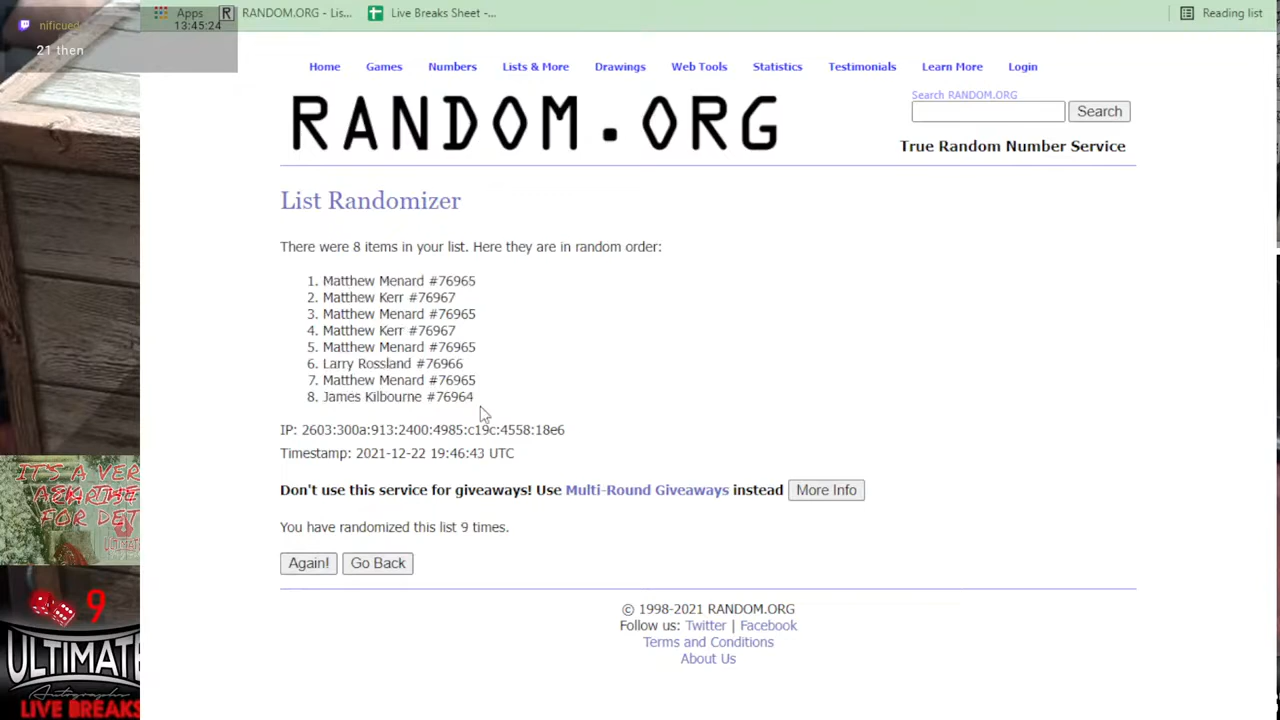 Apps
RANDOM.ORG - Lis...
Live Breaks Sheet -...
Reading list
nificued
13:45:24
21 then
Home Games Numbers Lists & More Drawings Web Tools Statistics Testimonials Learn More Login
Search RANDOM.ORG
RANDOM.ORG
Search
True Random Number Service
List Randomizer
There were 8 items in your list. Here they are in random order:
1. Matthew Menard #76965
2. Matthew Kerr #76967
3. Matthew Menard #76965
4. Matthew Kerr #76967
5. Matthew Menard #76965
6. Larry Rossland #76966
7. Matthew Menard #76965
8. James Kilbourne #76964
IP: 2603:300a:913:2400:4985:c19c:4558:18e6
Timestamp: 2021-12-22 19:46:43 UTC
Don't use this service for giveaways! Use Multi-Round Giveaways instead More Info
You have randomized this list 9 times.
Again! Go Back
© 1998-2021 RANDOM.ORG
Follow us: Twitter | Facebook
Terms and Conditions
About Us
IT'S A VER
FOR DET
9
ULTIMATE
Autographs
LIVE BREAKS